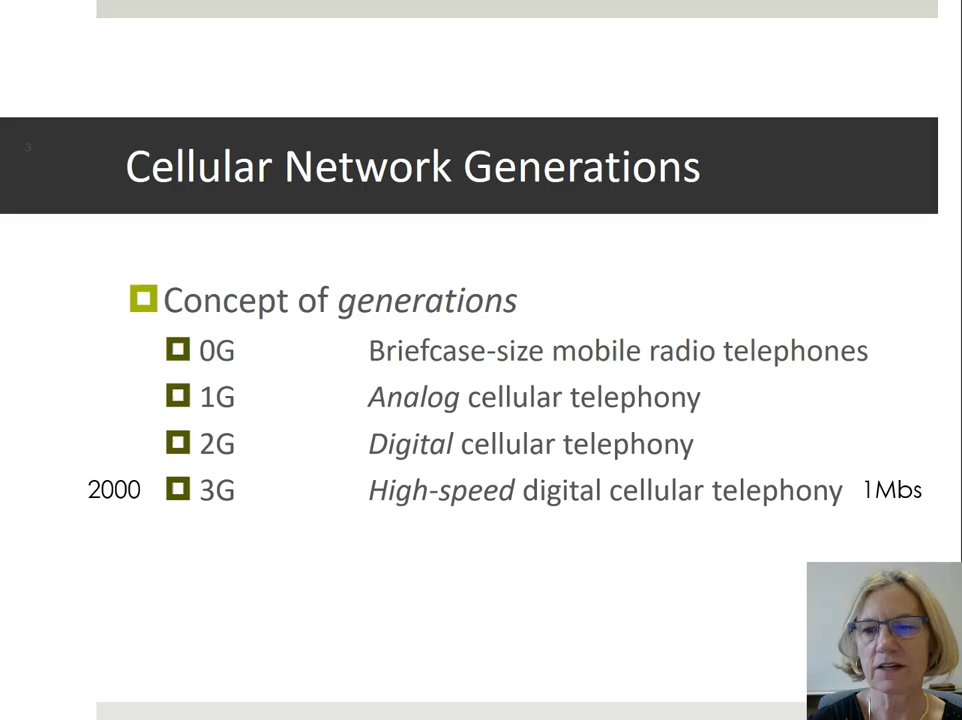 3
Cellular Network Generations
Concept of generations
0G Briefcase-size mobile radio telephones
1G Analog cellular telephony
2G Digital cellular telephony
2000 3G High-speed digital cellular telephony 1Mbs